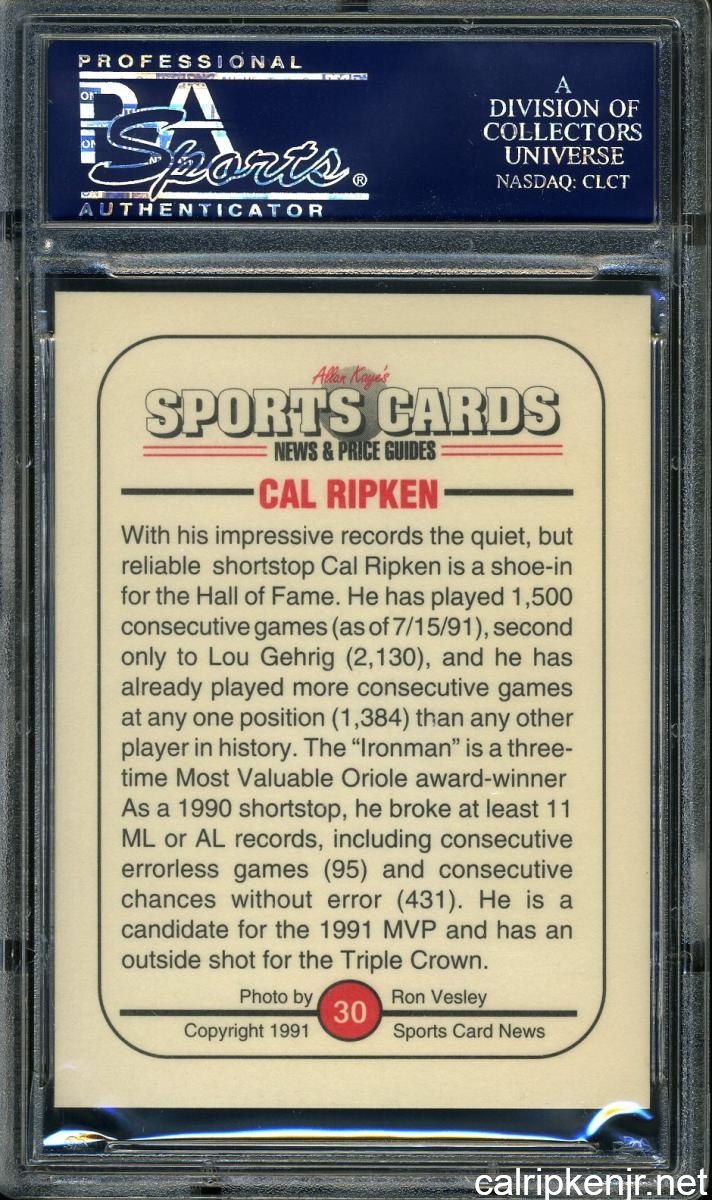 PROFESSIONAL
PSA
Sports®
AUTHENTICATOR
A
DIVISION OF
COLLECTORS
UNIVERSE
NASDAQ: CLCT
Allan Kaye's
SPORTS CARDS
NEWS & PRICE GUIDES
CAL RIPKEN
With his impressive records the quiet, but
reliable shortstop Cal Ripken is a shoe-in
for the Hall of Fame. He has played 1,500
consecutive games (as of 7/15/91), second
only to Lou Gehrig (2,130), and he has
already played more consecutive games
at any one position (1,384) than any other
player in history. The “Ironman” is a three-
time Most Valuable Oriole award-winner
As a 1990 shortstop, he broke at least 11
ML or AL records, including consecutive
errorless games (95) and consecutive
chances without error (431). He is a
candidate for the 1991 MVP and has an
outside shot for the Triple Crown.
Photo by 30 Ron Vesley
Copyright 1991 Sports Card News
calripkenjr.net